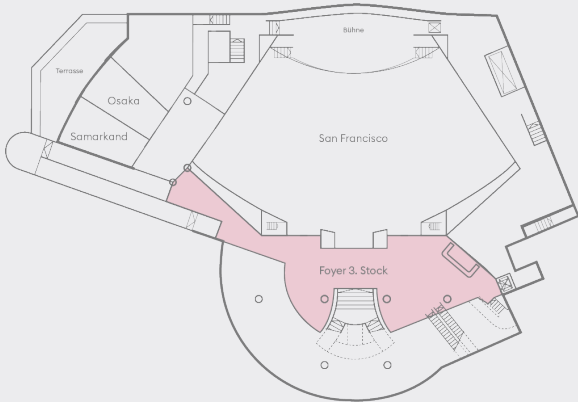 Bühne
Terrasse
Osaka
Samarkand
San Francisco
Foyer 3. Stock